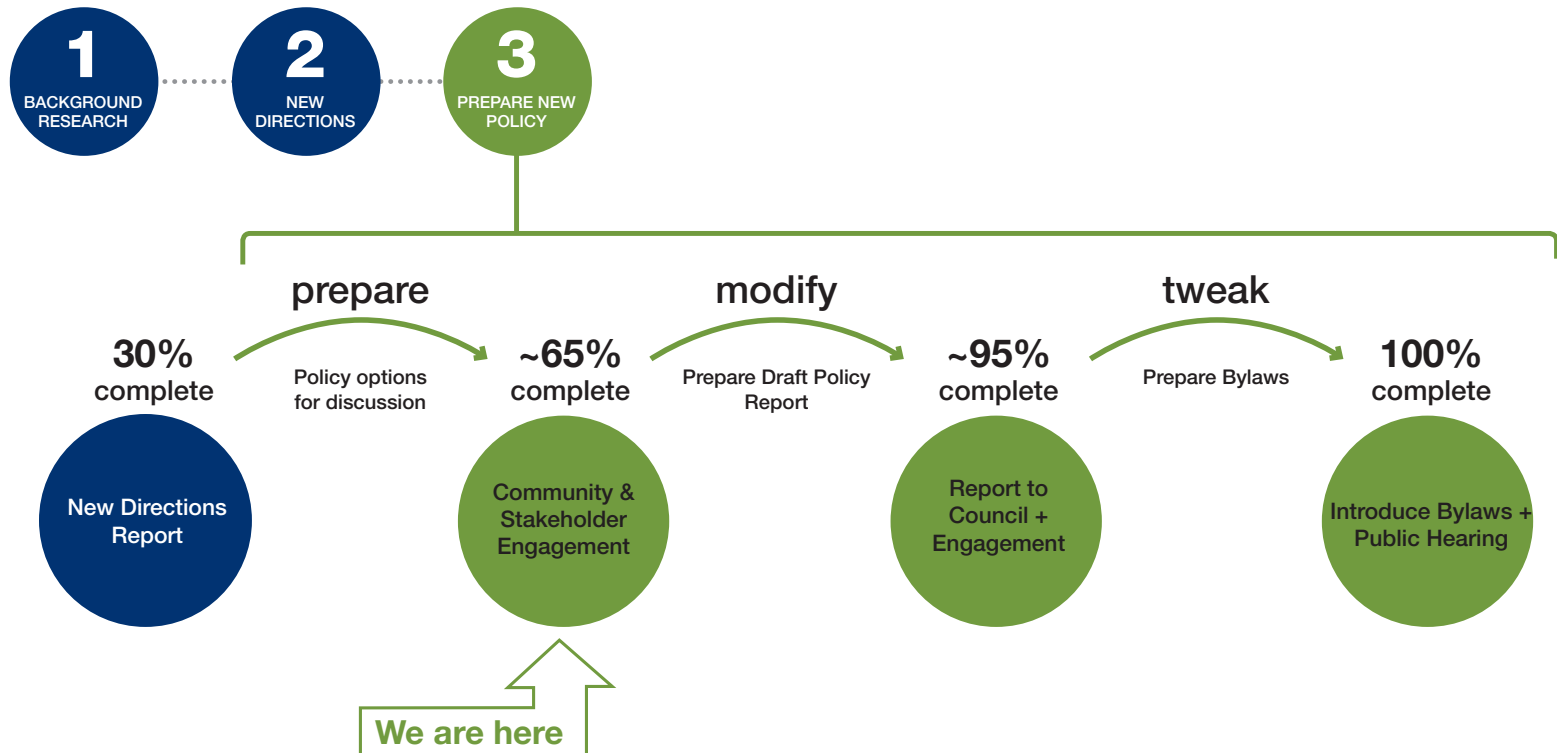 1
BACKGROUND
RESEARCH
2
NEW
DIRECTIONS
3
PREPARE NEW
POLICY
prepare
modify
tweak
30%
complete
Policy options
for discussion
~65%
complete
Prepare Draft Policy
Report
~95%
complete
Prepare Bylaws
100%
complete
New Directions
Report
Community &
Stakeholder
Engagement
Report to
Council +
Engagement
Introduce Bylaws +
Public Hearing
We are here